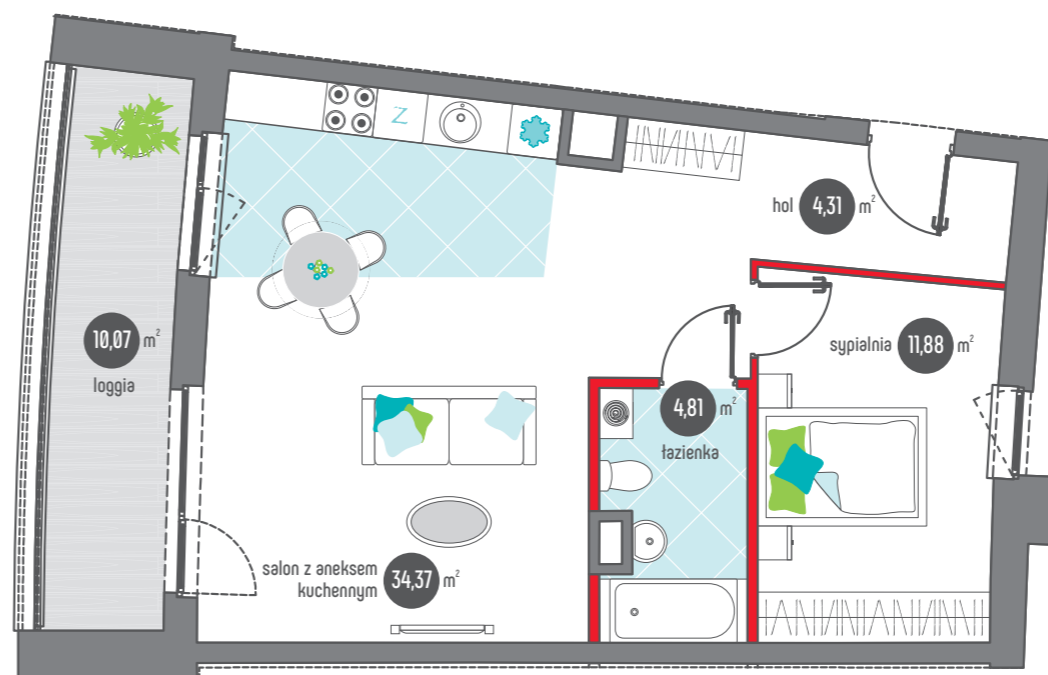 Z
hol 4,31 m²
10,07 m²
loggia
sypialnia 11,88 m²
4,81 m²
łazienka
salon z aneksem
kuchennym 34,37 m²